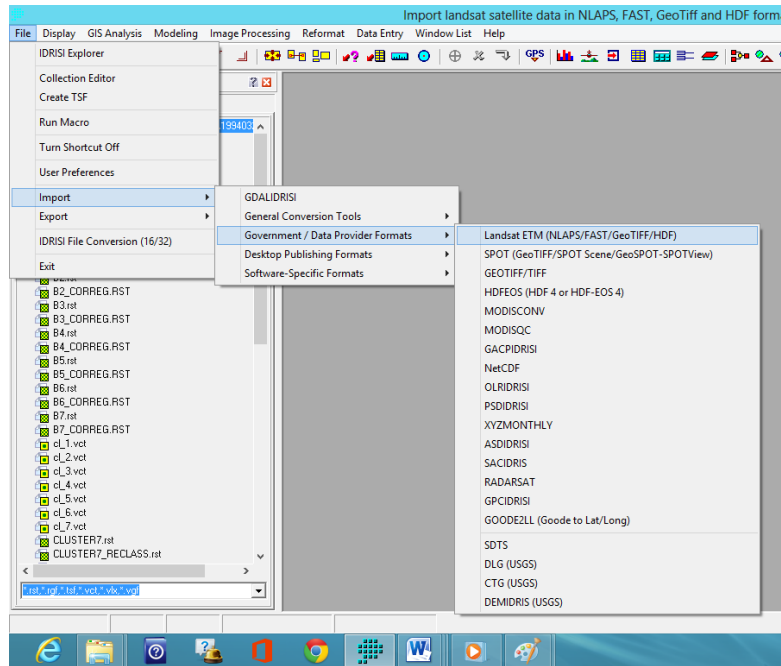 Import landsat satellite data in NLAPS, FAST, GeoTiff and HDF form
File Display GIS Analysis Modeling Image Processing Reformat Data Entry Window List Help
IDRISI Explorer
Collection Editor
Create TSF
Run Macro
Turn Shortcut Off
User Preferences
Import
Export
IDRISI File Conversion (16/32)
Exit
GPS
199403
GDALIDRISI
General Conversion Tools
Government / Data Provider Formats
Desktop Publishing Formats
Software-Specific Formats
Landsat ETM (NLAPS/FAST/GeoTIFF/HDF)
SPOT (GeoTIFF/SPOT Scene/GeoSPOT-SPOTView)
GEOTIFF/TIFF
HDFEOS (HDF 4 or HDF-EOS 4)
MODISCONV
MODISQC
GACPIDRISI
NetCDF
OLRIDRISI
PSDIDRISI
XYZMONTHLY
ASDIDRISI
SACIDRIS
RADARSAT
GPCIDRISI
GOODE2LL (Goode to Lat/Long)
SDTS
DLG (USGS)
CTG (USGS)
DEMIDRIS (USGS)
B2_CORREG.RST
B3.rst
B3_CORREG.RST
B4.rst
B4_CORREG.RST
B5.rst
B5_CORREG.RST
B6.rst
B6_CORREG.RST
B7.rst
B7_CORREG.RST
cl_1.vct
cl_2.vct
cl_3.vct
cl_4.vct
cl_5.vct
cl_6.vct
cl_7.vct
CLUSTER7.rst
CLUSTER7_RECLASS.rst
*.rst,*.rgf,*.tsf,*.vct,*.vlx,*.vgf